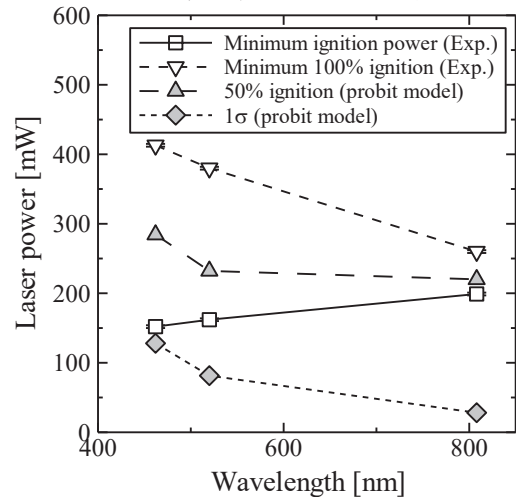 600
Minimum ignition power (Exp.)
Minimum 100% ignition (Exp.)
50% ignition (probit model)
1σ (probit model)
500
400
300
200
100
0
Laser power [mW]
400
600
800
Wavelength [nm]